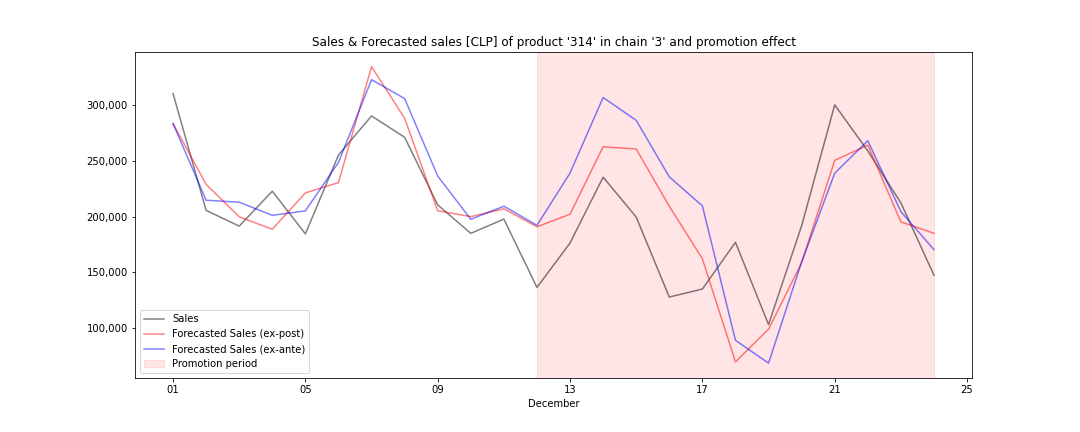 Sales & Forecasted sales [CLP] of product '314' in chain '3' and promotion effect
300,000
250,000
200,000
150,000
100,000
Sales
Forecasted Sales (ex-post)
Forecasted Sales (ex-ante)
Promotion period
01 05 09 13 17 21 25
December